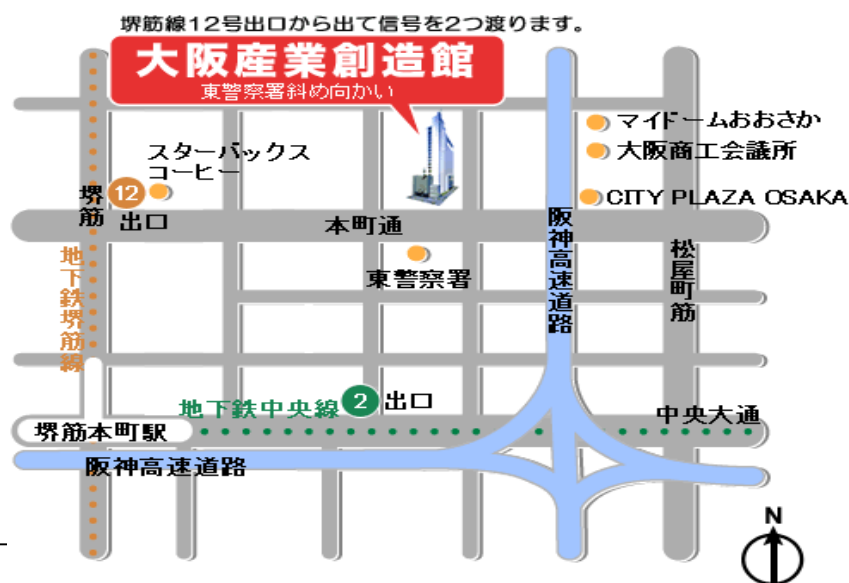 堺筋線12号出口から出て信号を2つ渡ります。
大阪産業創造館
東警察署斜め向かい
マイドームおおさか
大阪商工会議所
CITY PLAZA OSAKA
スターバックス
コーヒー
堺筋
12
出口
本町通
阪神高速道路
松屋町筋
東警察署
地下鉄堺筋線
地下鉄中央線
2
出口
中央大通
堺筋本町駅
阪神高速道路
N